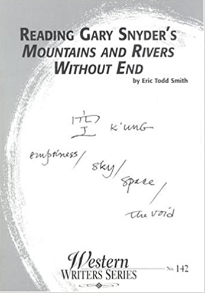 READING GARY SNYDER'S
MOUNTAINS AND RIVERS
WITHOUT END
by Eric Todd Smith
空 K'ung
emptiness/
sky/
space/
the void
Western
WRITERS SERIES
No. 142